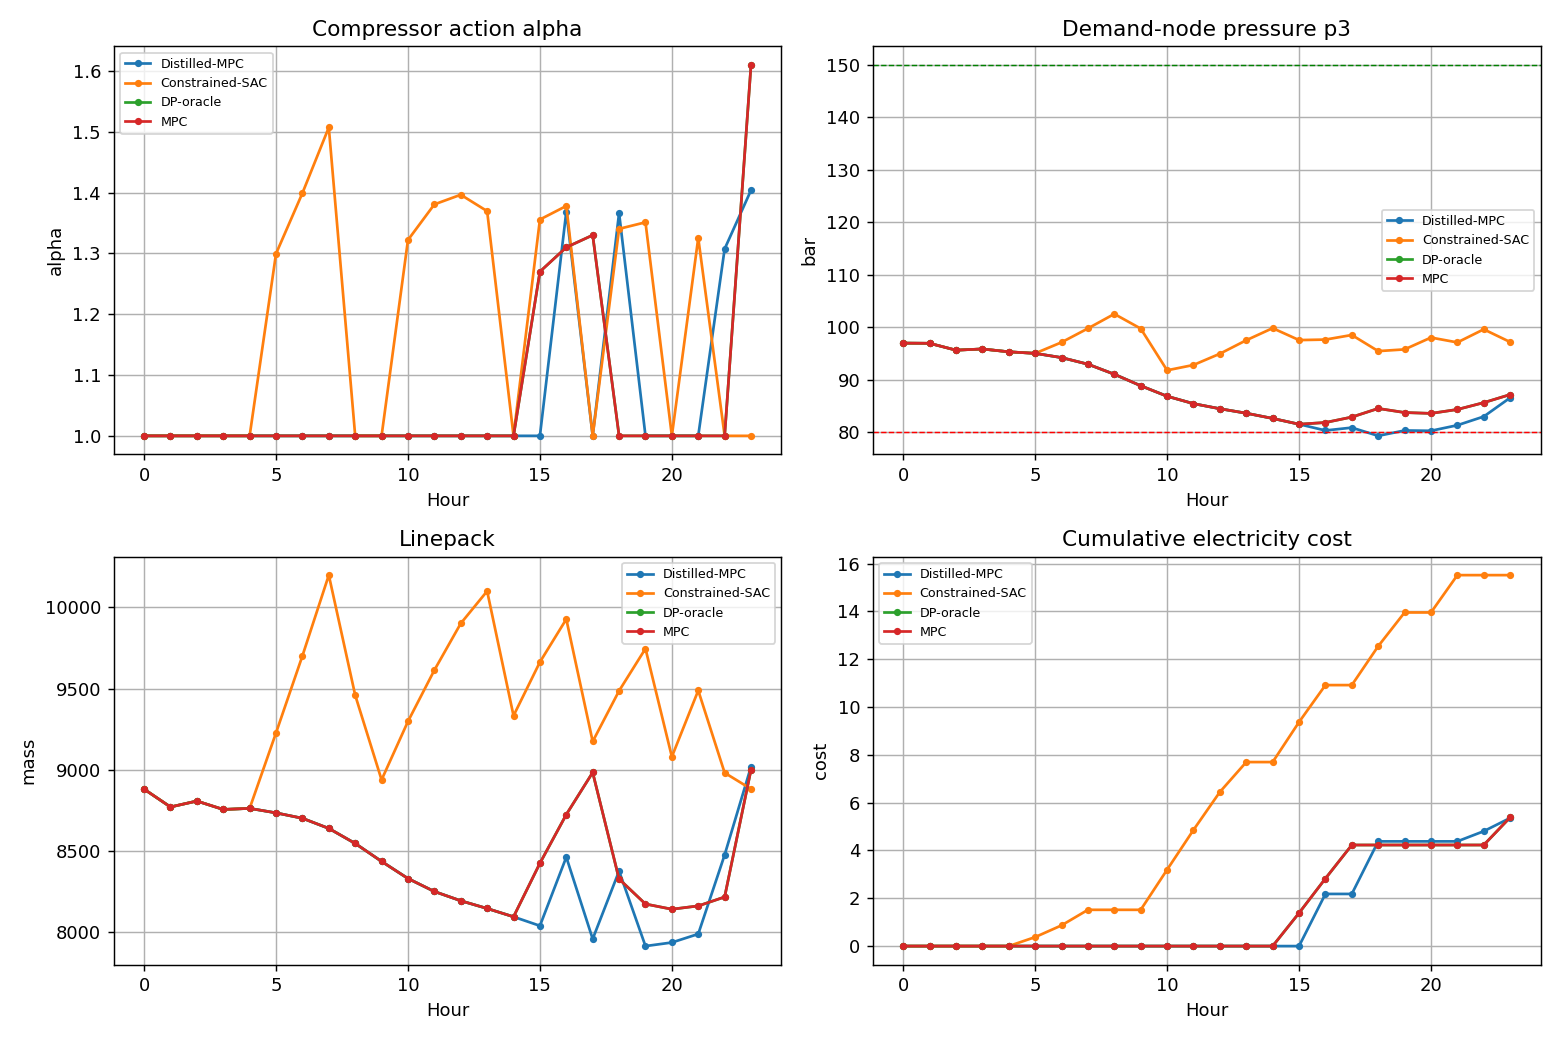 Compressor action alpha
alpha
1.6
1.5
1.4
1.3
1.2
1.1
1.0
Distilled-MPC
Constrained-SAC
DP-oracle
MPC
0 5 10 15 20
Hour
Demand-node pressure p3
bar
150
140
130
120
110
100
90
80
Distilled-MPC
Constrained-SAC
DP-oracle
MPC
0 5 10 15 20
Hour
Linepack
mass
10000
9500
9000
8500
8000
Distilled-MPC
Constrained-SAC
DP-oracle
MPC
0 5 10 15 20
Hour
Cumulative electricity cost
cost
16
14
12
10
8
6
4
2
0
Distilled-MPC
Constrained-SAC
DP-oracle
MPC
0 5 10 15 20
Hour